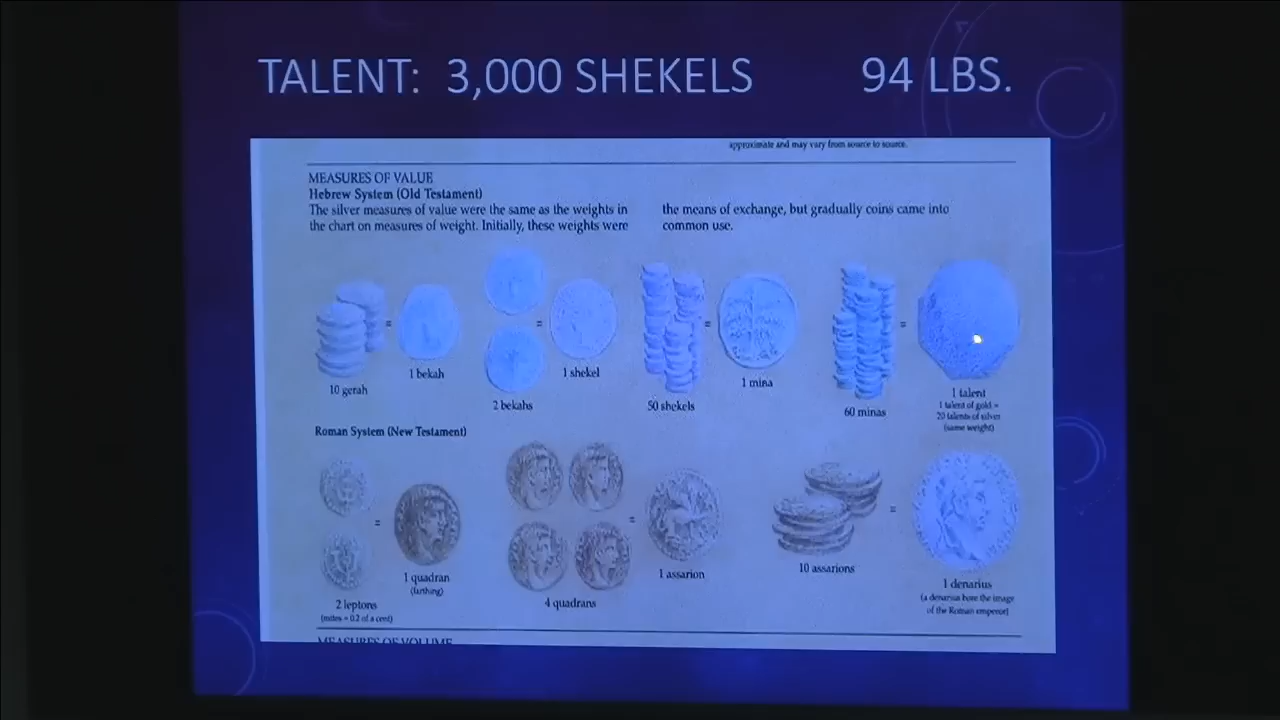 TALENT: 3,000 SHEKELS 94 LBS.
approximate and may vary from source to source.
MEASURES OF VALUE
Hebrew System (Old Testament)
The silver measures of value were the same as the weights in
the chart on measures of weight. Initially, these weights were
the means of exchange, but gradually coins came into
common use.
10 gerah
=
1 bekah
2 bekahs
=
1 shekel
50 shekels
=
1 mina
60 minas
=
1 talent
1 talent of gold =
20 talents of silver
(same weight)
Roman System (New Testament)
2 leptons
(mites = 0.2 of a cent)
=
1 quadran
(farthing)
4 quadrans
=
1 assarion
10 assarions
=
1 denarius
(a denarius bore the image
of the Roman emperor)
MEASURES OF VOLUME